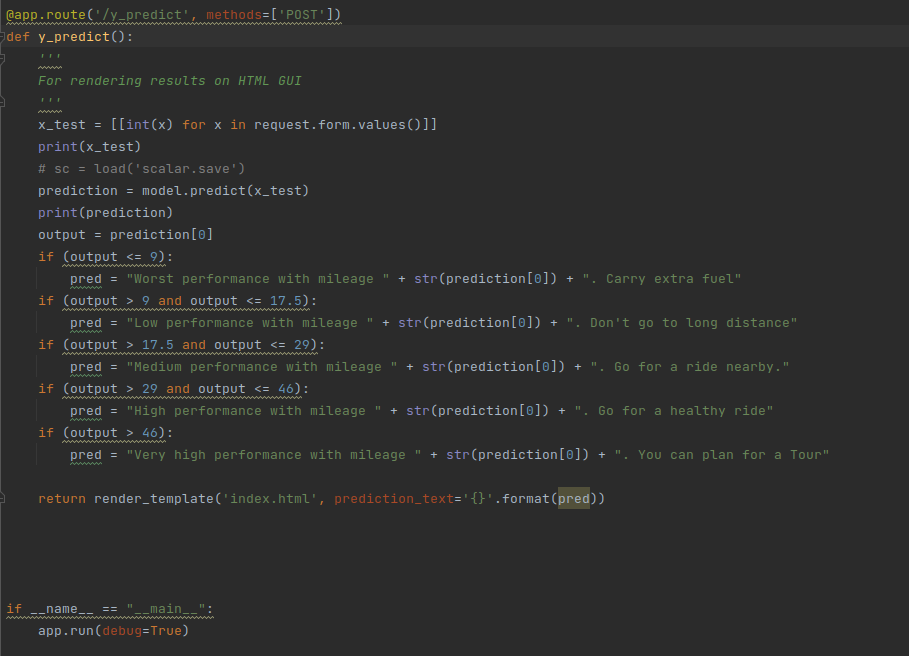 @app.route('/y_predict', methods=['POST'])
def y_predict():
    '''
    For rendering results on HTML GUI
    '''
    x_test = [[int(x) for x in request.form.values()]]
    print(x_test)
    # sc = load('scalar.save')
    prediction = model.predict(x_test)
    print(prediction)
    output = prediction[0]
    if (output <= 9):
        pred = "Worst performance with mileage " + str(prediction[0]) + ". Carry extra fuel"
    if (output > 9 and output <= 17.5):
        pred = "Low performance with mileage " + str(prediction[0]) + ". Don't go to long distance"
    if (output > 17.5 and output <= 29):
        pred = "Medium performance with mileage " + str(prediction[0]) + ". Go for a ride nearby."
    if (output > 29 and output <= 46):
        pred = "High performance with mileage " + str(prediction[0]) + ". Go for a healthy ride"
    if (output > 46):
        pred = "Very high performance with mileage " + str(prediction[0]) + ". You can plan for a Tour"

    return render_template('index.html', prediction_text='{}'.format(pred))

if __name__ == "__main__":
    app.run(debug=True)